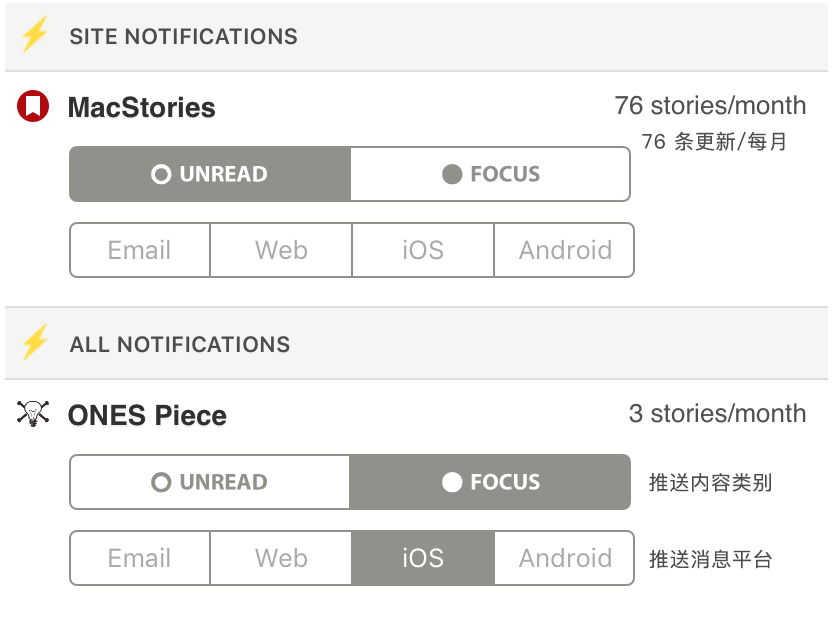 SITE NOTIFICATIONS
MacStories 76 stories/month
76 条更新/每月
UNREAD FOCUS
Email Web iOS Android
ALL NOTIFICATIONS
ONES Piece 3 stories/month
UNREAD FOCUS 推送内容类别
Email Web iOS Android 推送消息平台